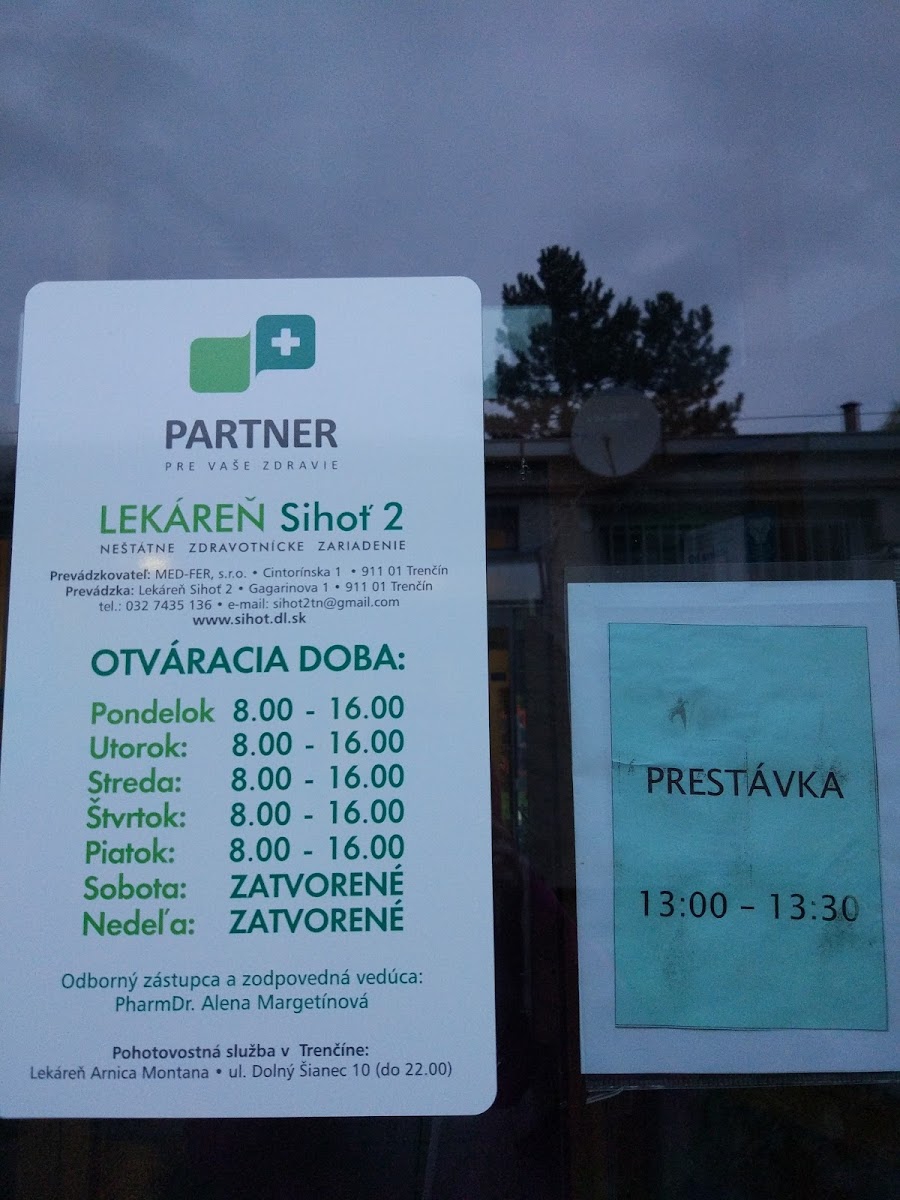 PARTNER
PRE VAŠE ZDRAVIE
LEKÁREŇ Sihoť 2
NEŠTÁTNE ZDRAVOTNÍCKE ZARIADENIE
Prevádzkovateľ: MED-FER, s.r.o. • Cintorínska 1 • 911 01 Trenčín
Prevádzka: Lekáreň Sihoť 2 • Gagarinova 1 • 911 01 Trenčín
tel.: 032 7435 136 • e-mail: sihot2tn@gmail.com
www.sihot.dl.sk
OTVÁRACIA DOBA:
Pondelok 8.00 - 16.00
Utorok: 8.00 - 16.00
Streda: 8.00 - 16.00
Štvrtok: 8.00 - 16.00
Piatok: 8.00 - 16.00
Sobota: ZATVORENÉ
Nedeľa: ZATVORENÉ
Odborný zástupca a zodpovedná vedúca:
PharmDr. Alena Margetínová
Pohotovostná služba v Trenčíne:
Lekáreň Arnica Montana • ul. Dolný Šianec 10 (do 22.00)
PRESTÁVKA
13:00 – 13:30